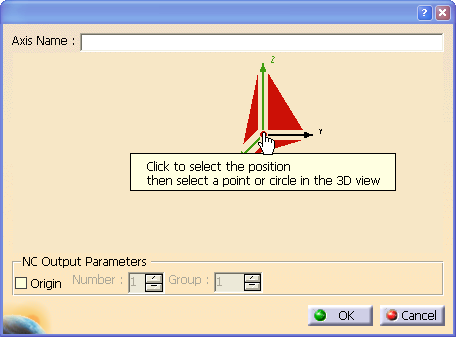 ?
Axis Name :
Z
Y
Click to select the position
then select a point or circle in the 3D view
NC Output Parameters
Origin Number : 1 Group : 1
OK Cancel